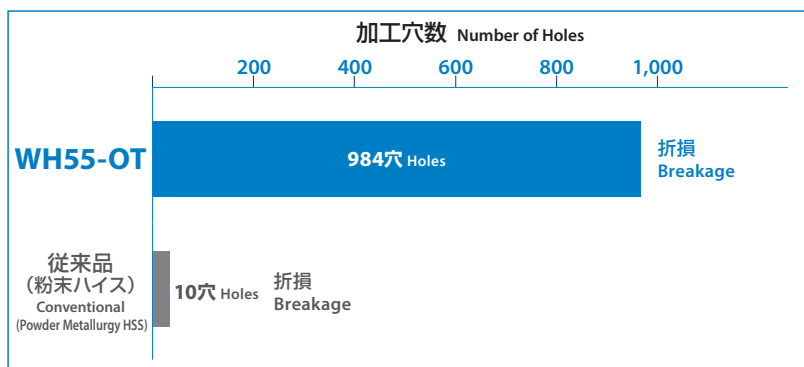 加工穴数 Number of Holes
200 400 600 800 1,000
WH55-OT
984穴 Holes
折損
Breakage
従来品
（粉末ハイス）
Conventional
(Powder Metallurgy HSS)
10穴 Holes
折損
Breakage